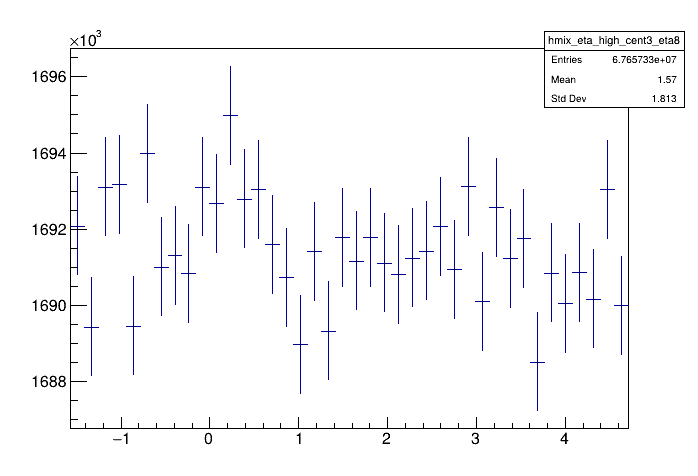 ×10³
hmix_eta_high_cent3_eta8
Entries 6.765733e+07
Mean 1.57
Std Dev 1.813
1696
1694
1692
1690
1688
−1 0 1 2 3 4